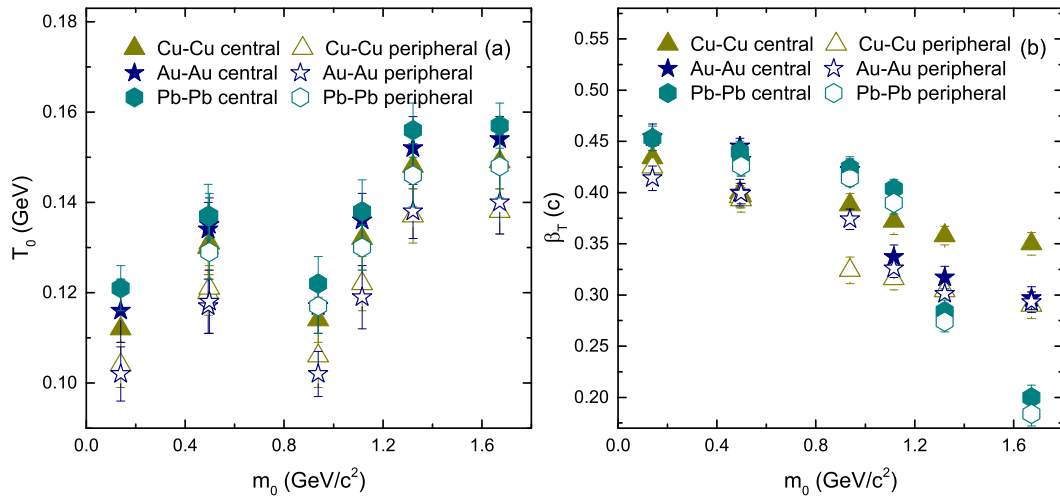 0.18
0.16
0.14
0.12
0.10
T₀ (GeV)
Cu-Cu central Cu-Cu peripheral (a)
Au-Au central Au-Au peripheral
Pb-Pb central Pb-Pb peripheral
0.0 0.4 0.8 1.2 1.6
m₀ (GeV/c²)
0.55
0.50
0.45
0.40
0.35
0.30
0.25
0.20
β_T (c)
Cu-Cu central Cu-Cu peripheral (b)
Au-Au central Au-Au peripheral
Pb-Pb central Pb-Pb peripheral
0.0 0.4 0.8 1.2 1.6
m₀ (GeV/c²)